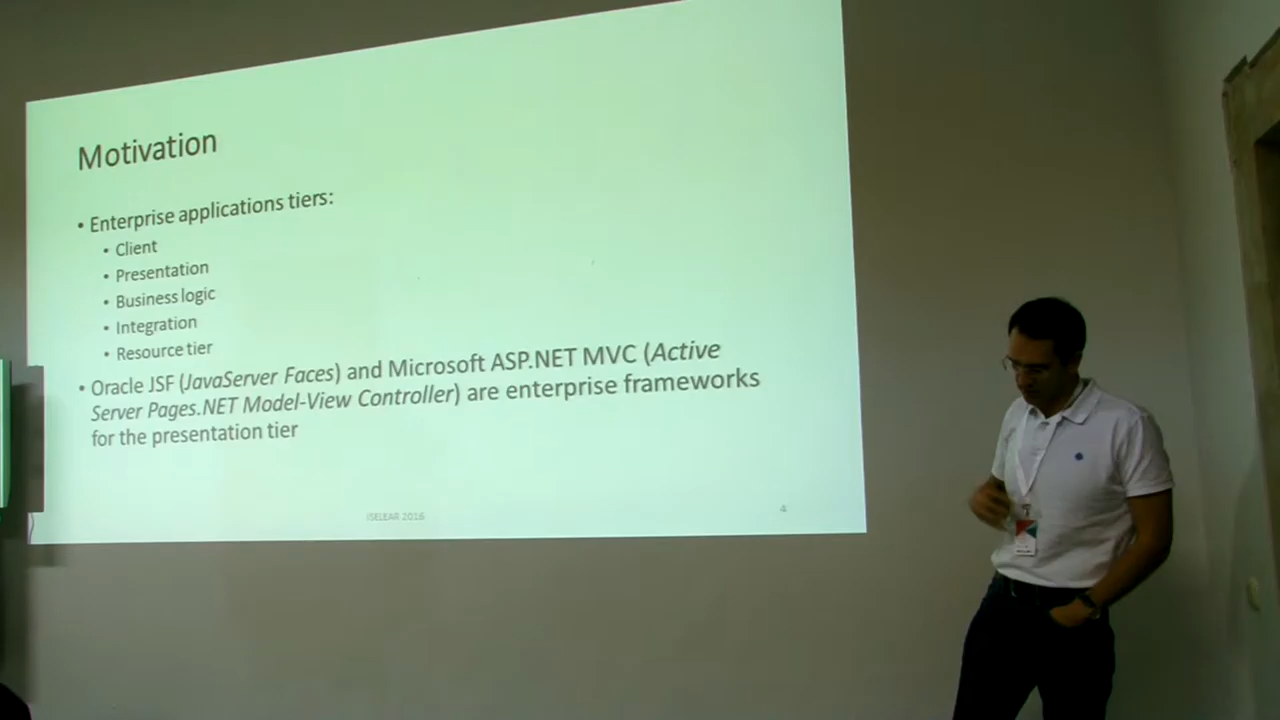 Motivation
• Enterprise applications tiers:
• Client
• Presentation
• Business logic
• Integration
• Resource tier
• Oracle JSF (JavaServer Faces) and Microsoft ASP.NET MVC (Active
Server Pages.NET Model-View Controller) are enterprise frameworks
for the presentation tier
ISELEAR 2016
4